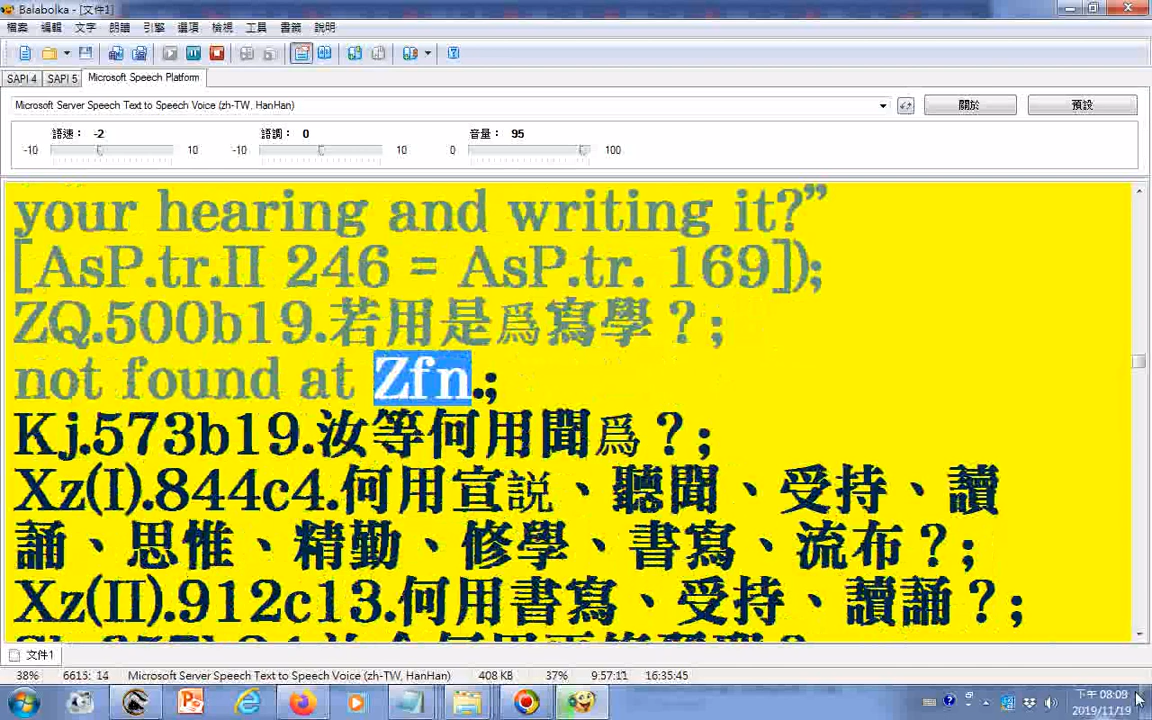 Balabolka - [文件1]
檔案 編輯 文字 朗讀 引擎 選項 檢視 工具 書籤 說明
SAPI 4 SAPI 5 Microsoft Speech Platform
Microsoft Server Speech Text to Speech Voice (zh-TW, HanHan) 關於 預設
語速： -2 語調： 0 音量： 95
-10 10 -10 10 0 100
your hearing and writing it?”
[AsP.tr.Π 246 = AsP.tr. 169]);
ZQ.500b19.若用是爲寫學？;
not found at Zfn.;
Kj.573b19.汝等何用聞爲？;
Xz(I).844c4.何用宣説、聽聞、受持、讀
誦、思惟、精勤、修學、書寫、流布？;
Xz(II).912c13.何用書寫、受持、讀誦？;
文件1
38% 6615: 14 Microsoft Server Speech Text to Speech Voice (zh-TW, HanHan) 408 KB 37% 9:57:11 16:35:45
下午 08:09
2019/11/19